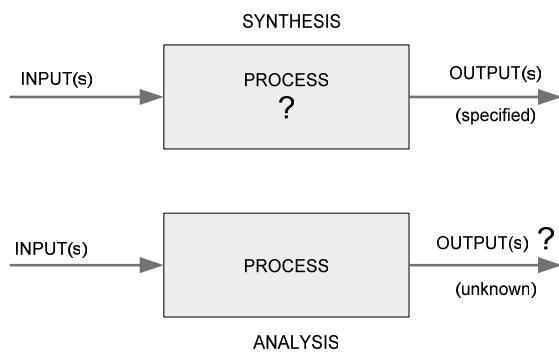 SYNTHESIS
INPUT(s)
PROCESS
?
OUTPUT(s)
(specified)
INPUT(s)
PROCESS
OUTPUT(s) ?
(unknown)
ANALYSIS